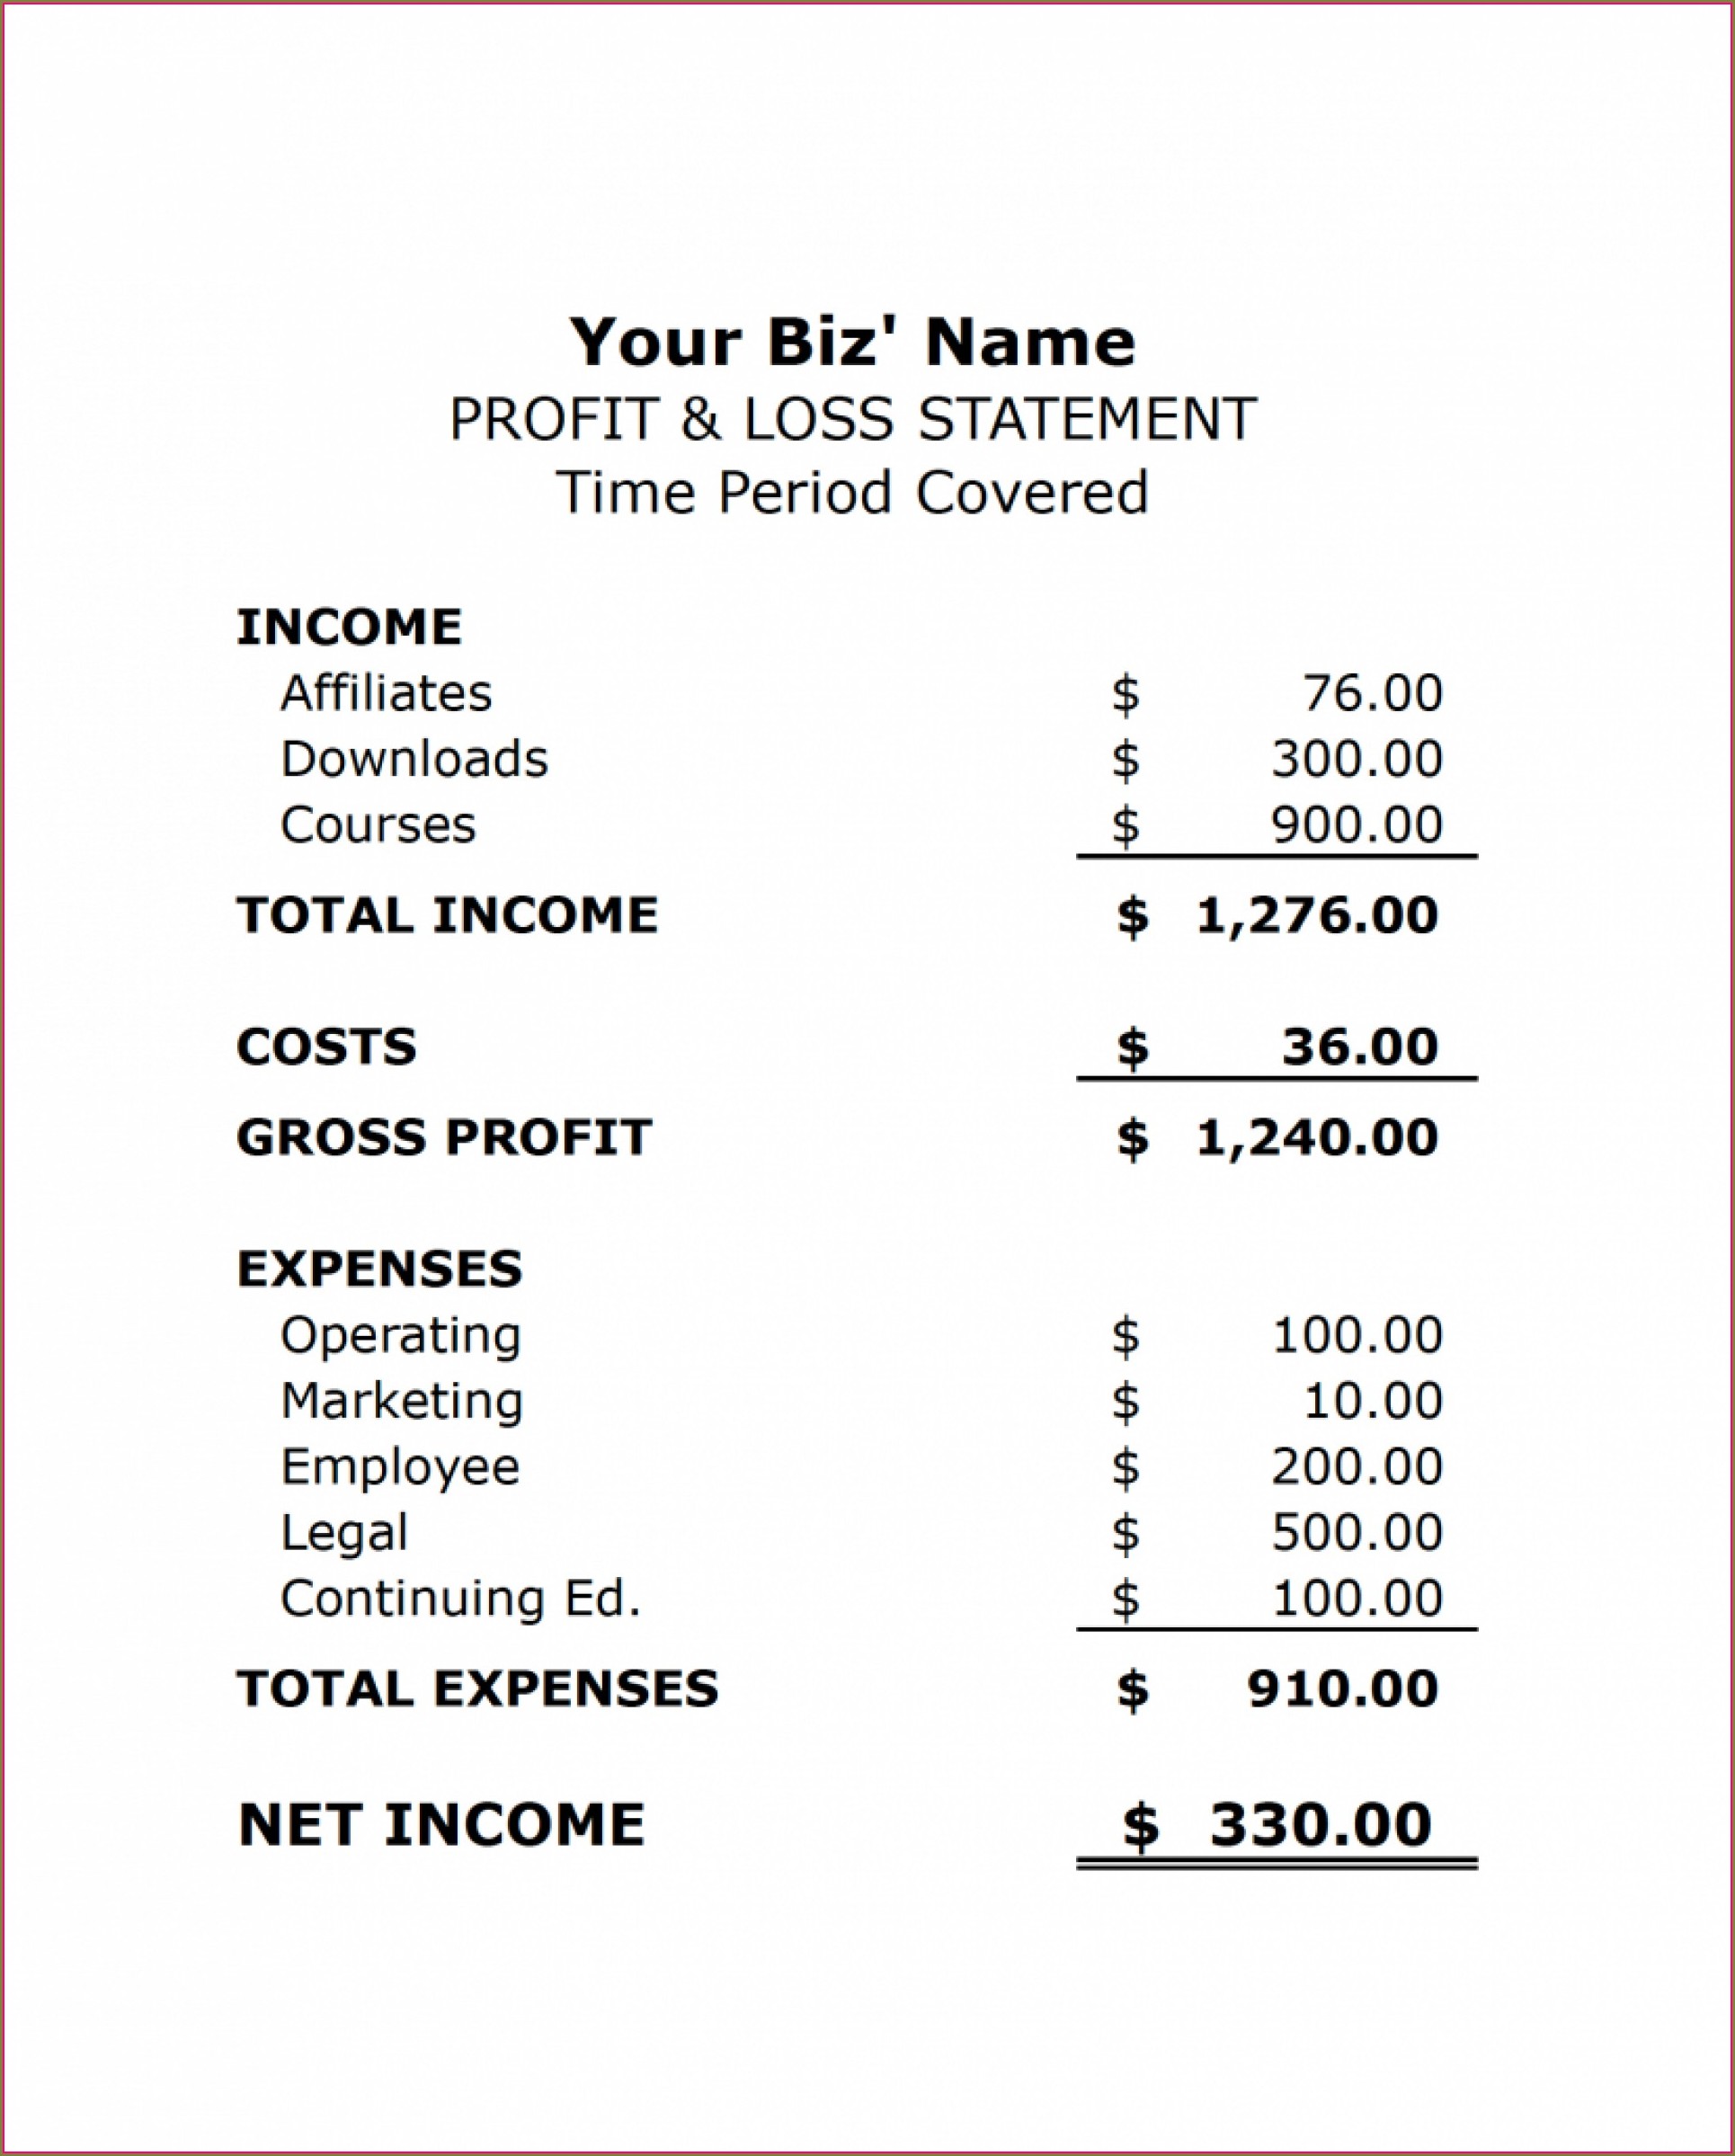 Your Biz' Name
PROFIT & LOSS STATEMENT
Time Period Covered
INCOME
Affiliates $ 76.00
Downloads $ 300.00
Courses $ 900.00
TOTAL INCOME $ 1,276.00
COSTS $ 36.00
GROSS PROFIT $ 1,240.00
EXPENSES
Operating $ 100.00
Marketing $ 10.00
Employee $ 200.00
Legal $ 500.00
Continuing Ed. $ 100.00
TOTAL EXPENSES $ 910.00
NET INCOME $ 330.00